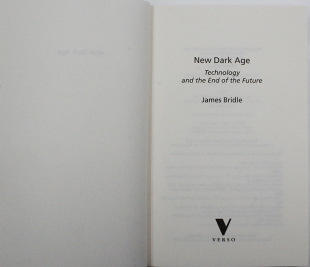 New Dark Age
Technology
and the End of the Future
James Bridle
V
VERSO